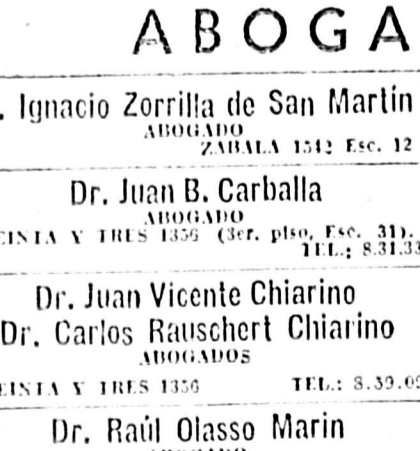 ABOGA
. Ignacio Zorrilla de San Martín
ABOGADO
ZABALA 1542 Esc. 12
Dr. Juan B. Carballa
ABOGADO
EINTA Y TRES 1356 (3er. piso, Esc. 31).
TEL.: 8.31.33
Dr. Juan Vicente Chiarino
Dr. Carlos Rauschert Chiarino
ABOGADOS
EINTA Y TRES 1356 TEL.: 8.39.09
Dr. Raúl Olasso Marin